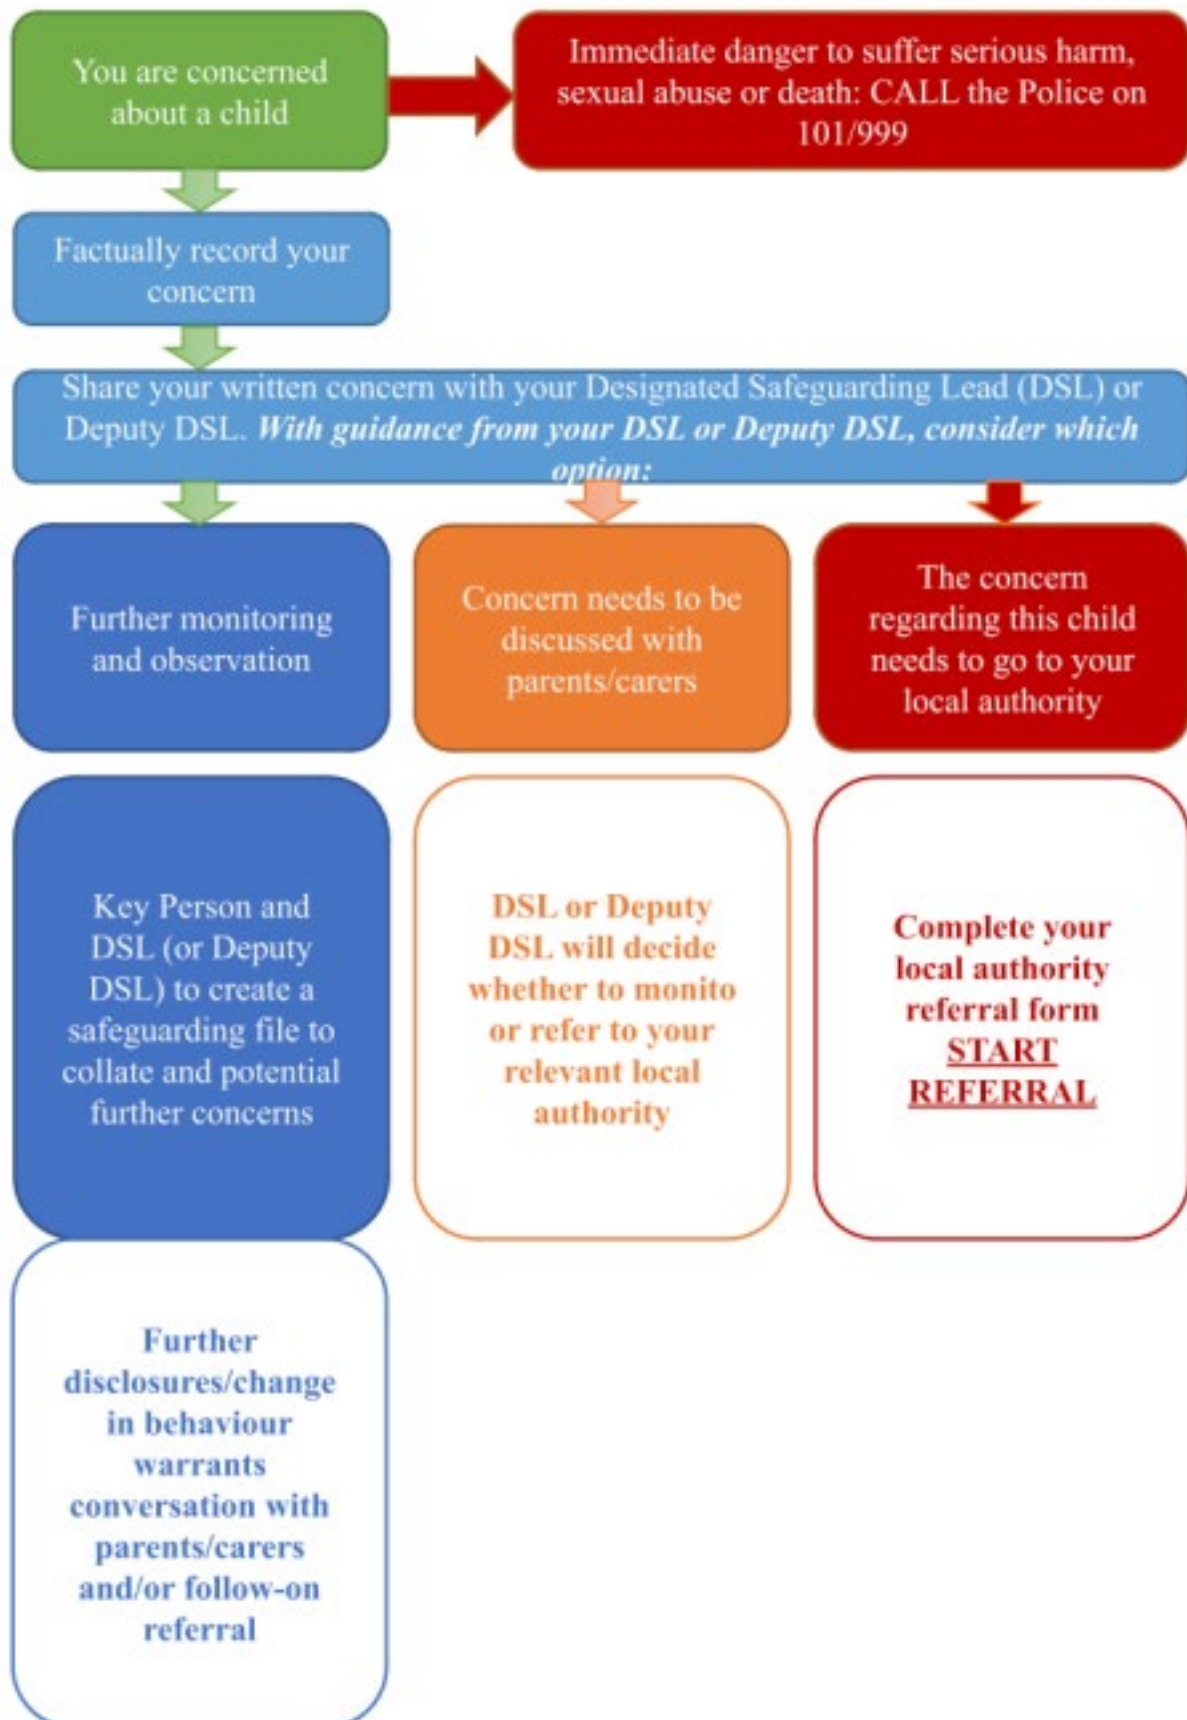 You are concerned
about a child
Immediate danger to suffer serious harm,
sexual abuse or death: CALL the Police on
101/999
Factually record your
concern
Share your written concern with your Designated Safeguarding Lead (DSL) or
Deputy DSL. With guidance from your DSL or Deputy DSL, consider which
option:
Further monitoring
and observation
Concern needs to be
discussed with
parents/carers
The concern
regarding this child
needs to go to your
local authority
Key Person and
DSL (or Deputy
DSL) to create a
safeguarding file to
collate and potential
further concerns
DSL or Deputy
DSL will decide
whether to monito
or refer to your
relevant local
authority
Complete your
local authority
referral form
START
REFERRAL
Further
disclosures/change
in behaviour
warrants
conversation with
parents/carers
and/or follow-on
referral